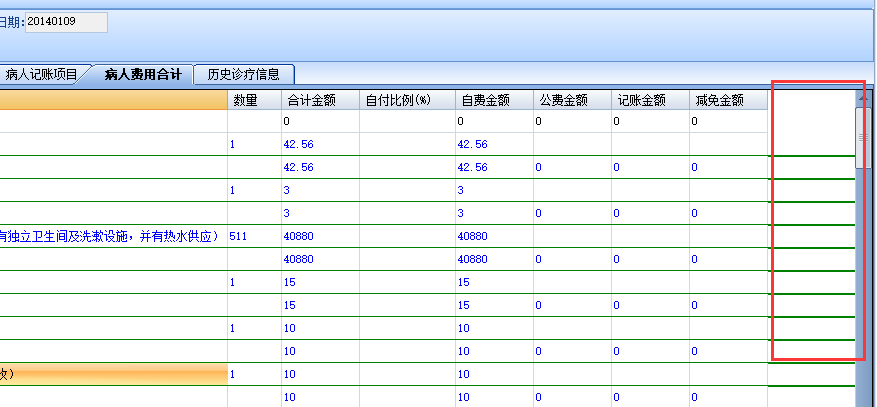 日期:20140109
病人记账项目 病人费用合计 历史诊疗信息
数量 合计金额 自付比例(%) 自费金额 公费金额 记账金额 减免金额
0 0 0 0 0
1 42.56 42.56
42.56 42.56 0 0 0
1 3 3
3 3 0 0 0
有独立卫生间及洗漱设施，并有热水供应） 511 40880 40880
40880 40880 0 0 0
1 15 15
15 15 0 0 0
1 10 10
10 10 0 0 0
） 1 10 10
10 10 0 0 0